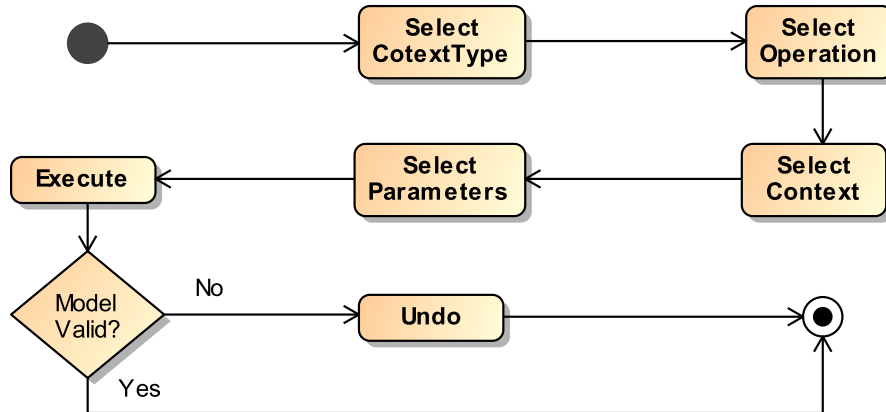 Select
CotextType
Select
Operation
Execute
Select
Parameters
Select
Context
Model
Valid?
No
Undo
Yes